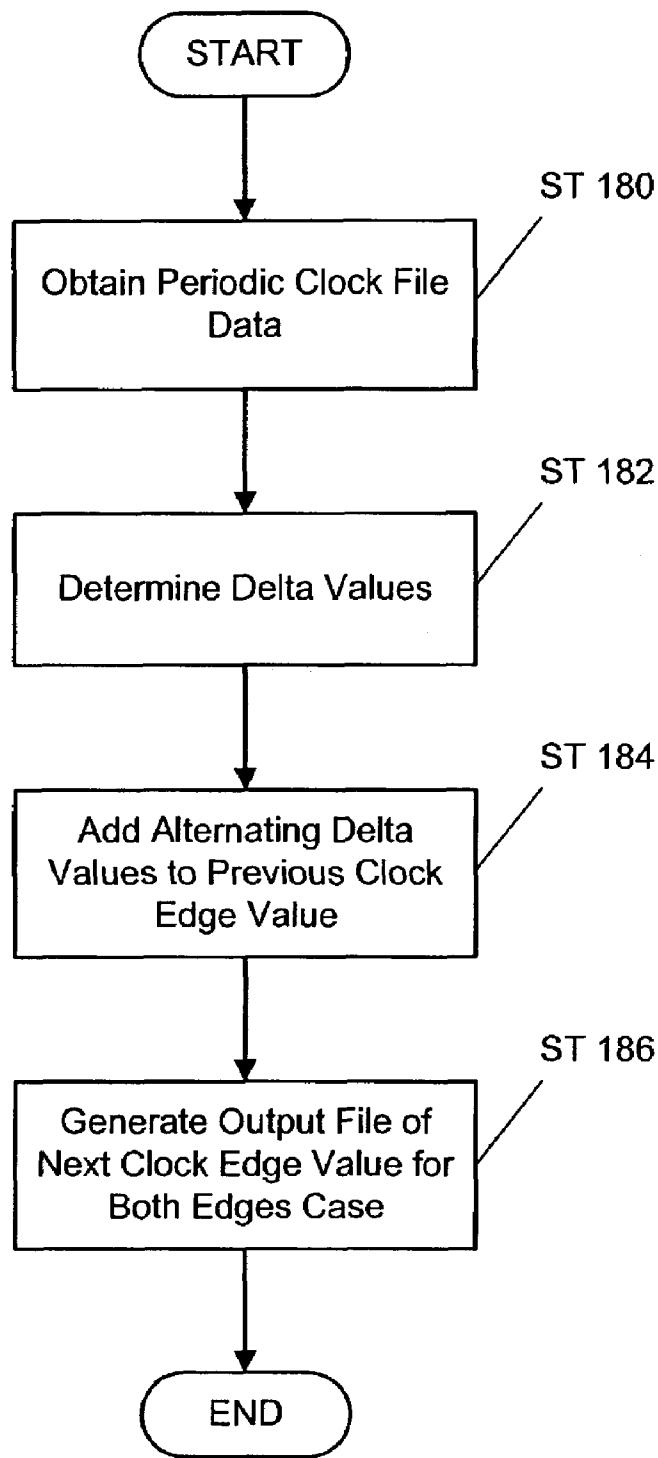 START
ST 180
Obtain Periodic Clock File
Data
ST 182
Determine Delta Values
ST 184
Add Alternating Delta
Values to Previous Clock
Edge Value
ST 186
Generate Output File of
Next Clock Edge Value for
Both Edges Case
END